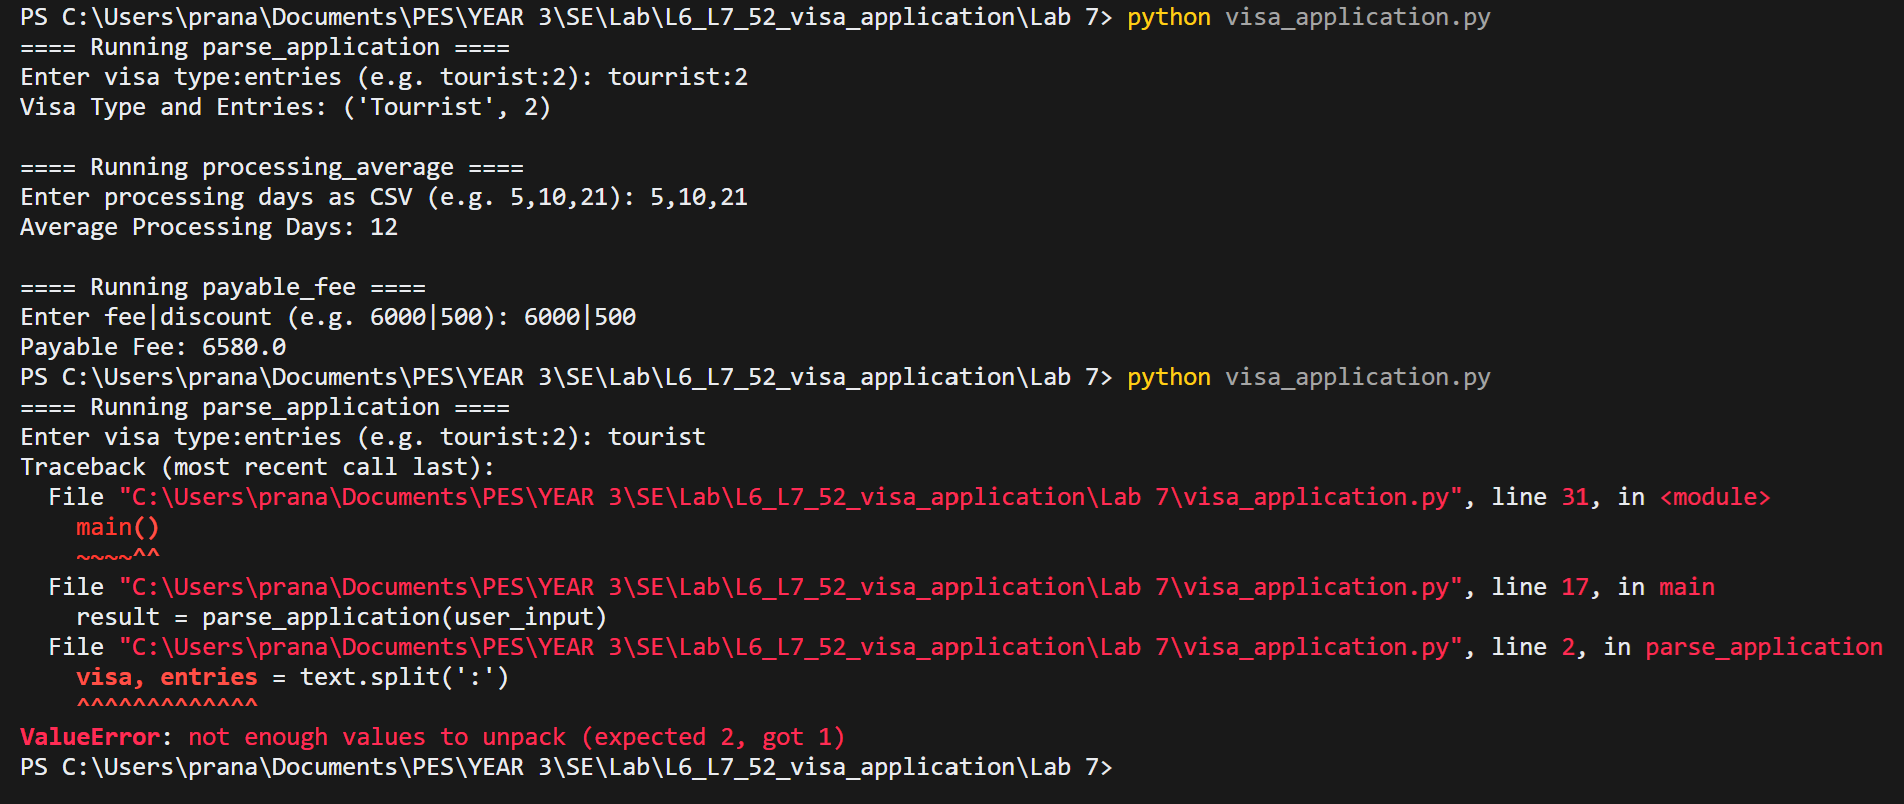 PS C:\Users\prana\Documents\PES\YEAR 3\SE\Lab\L6_L7_52_visa_application\Lab 7> python visa_application.py
==== Running parse_application ====
Enter visa type:entries (e.g. tourist:2): tourrist:2
Visa Type and Entries: ('Tourrist', 2)
==== Running processing_average ====
Enter processing days as CSV (e.g. 5,10,21): 5,10,21
Average Processing Days: 12
==== Running payable_fee ====
Enter fee|discount (e.g. 6000|500): 6000|500
Payable Fee: 6580.0
PS C:\Users\prana\Documents\PES\YEAR 3\SE\Lab\L6_L7_52_visa_application\Lab 7> python visa_application.py
==== Running parse_application ====
Enter visa type:entries (e.g. tourist:2): tourist
Traceback (most recent call last):
  File "C:\Users\prana\Documents\PES\YEAR 3\SE\Lab\L6_L7_52_visa_application\Lab 7\visa_application.py", line 31, in <module>
    main()
    ~~~~^^
  File "C:\Users\prana\Documents\PES\YEAR 3\SE\Lab\L6_L7_52_visa_application\Lab 7\visa_application.py", line 17, in main
    result = parse_application(user_input)
  File "C:\Users\prana\Documents\PES\YEAR 3\SE\Lab\L6_L7_52_visa_application\Lab 7\visa_application.py", line 2, in parse_application
    visa, entries = text.split(':')
    ^^^^^^^^^^^^^
ValueError: not enough values to unpack (expected 2, got 1)
PS C:\Users\prana\Documents\PES\YEAR 3\SE\Lab\L6_L7_52_visa_application\Lab 7>